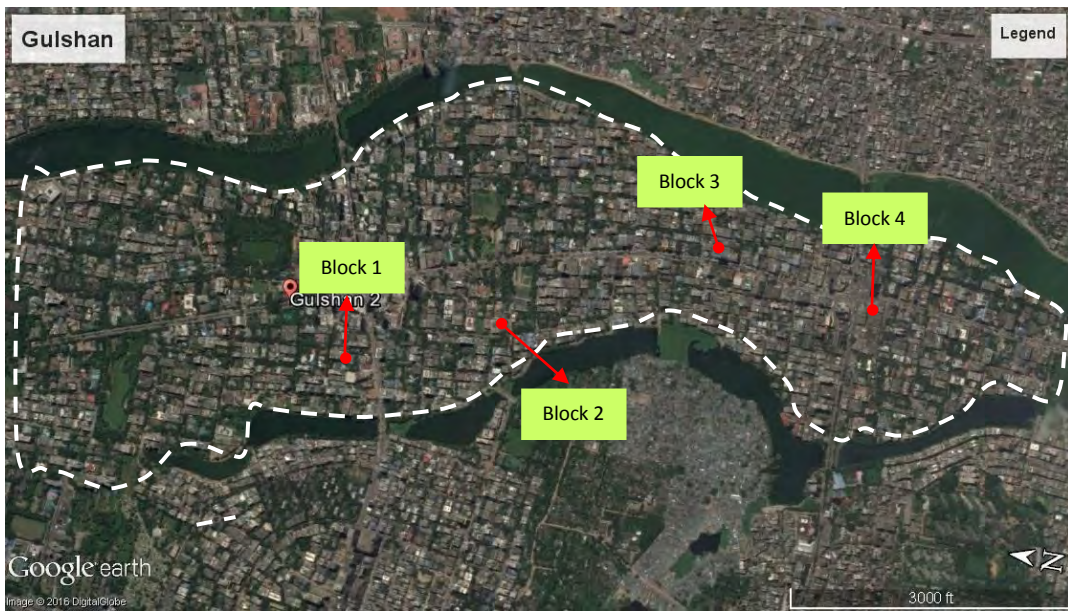 Gulshan
Legend
Block 3
Block 4
Block 1
Gulshan 2
Block 2
Google earth
N
Image © 2016 DigitalGlobe
3000 ft